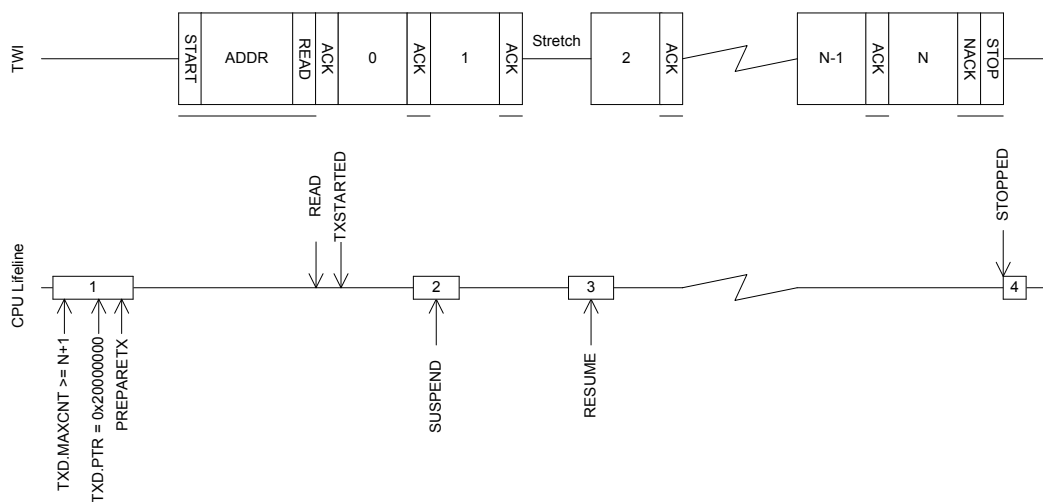 TWI
START
ADDR
READ
ACK
0
ACK
1
ACK
Stretch
2
ACK
N-1
ACK
N
NACK
STOP
CPU Lifeline
READ
TXSTARTED
STOPPED
1
2
3
4
TXD.MAXCNT >= N+1
TXD.PTR = 0x20000000
PREPARETX
SUSPEND
RESUME